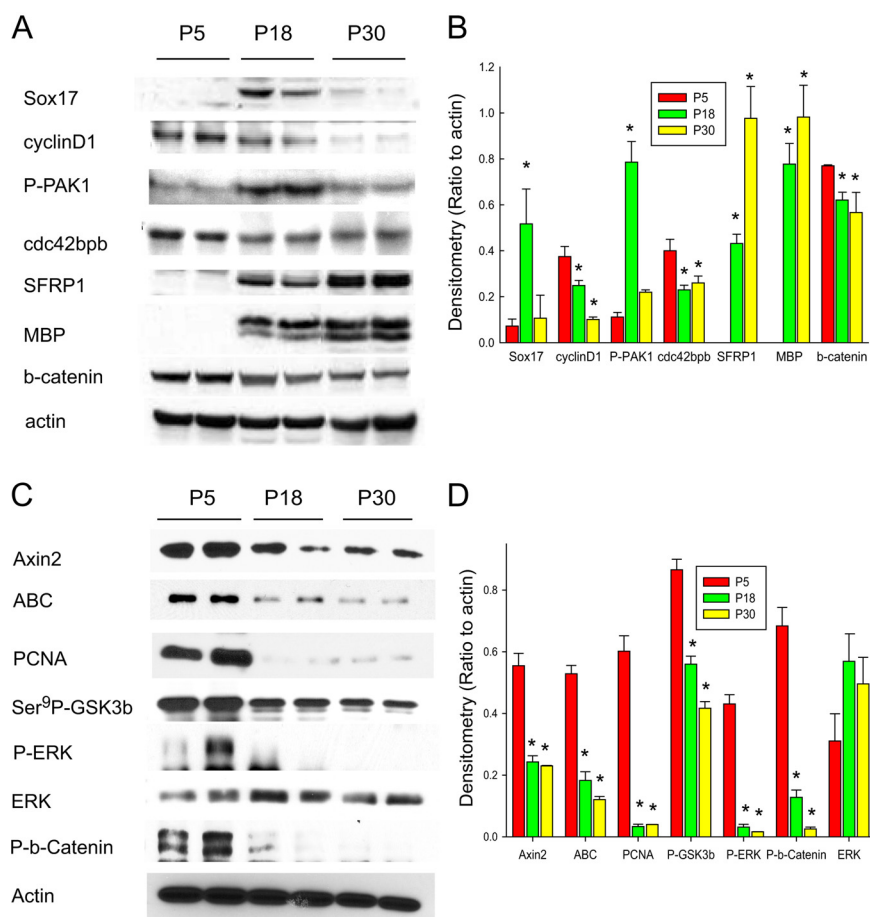 A
P5 P18 P30
Sox17
cyclinD1
P-PAK1
cdc42bpb
SFRP1
MBP
b-catenin
actin
B
Densitometry (Ratio to actin)
1.2
1.0
0.8
0.6
0.4
0.2
0.0
P5
P18
P30
* * * * * * * * * * *
Sox17 cyclinD1 P-PAK1 cdc42bpb SFRP1 MBP b-catenin
C
P5 P18 P30
Axin2
ABC
PCNA
Ser9P-GSK3b
P-ERK
ERK
P-b-Catenin
Actin
D
Densitometry (Ratio to actin)
0.8
0.6
0.4
0.2
0.0
P5
P18
P30
* * * * * * * * * * * *
Axin2 ABC PCNA P-GSK3b P-ERK P-b-Catenin ERK